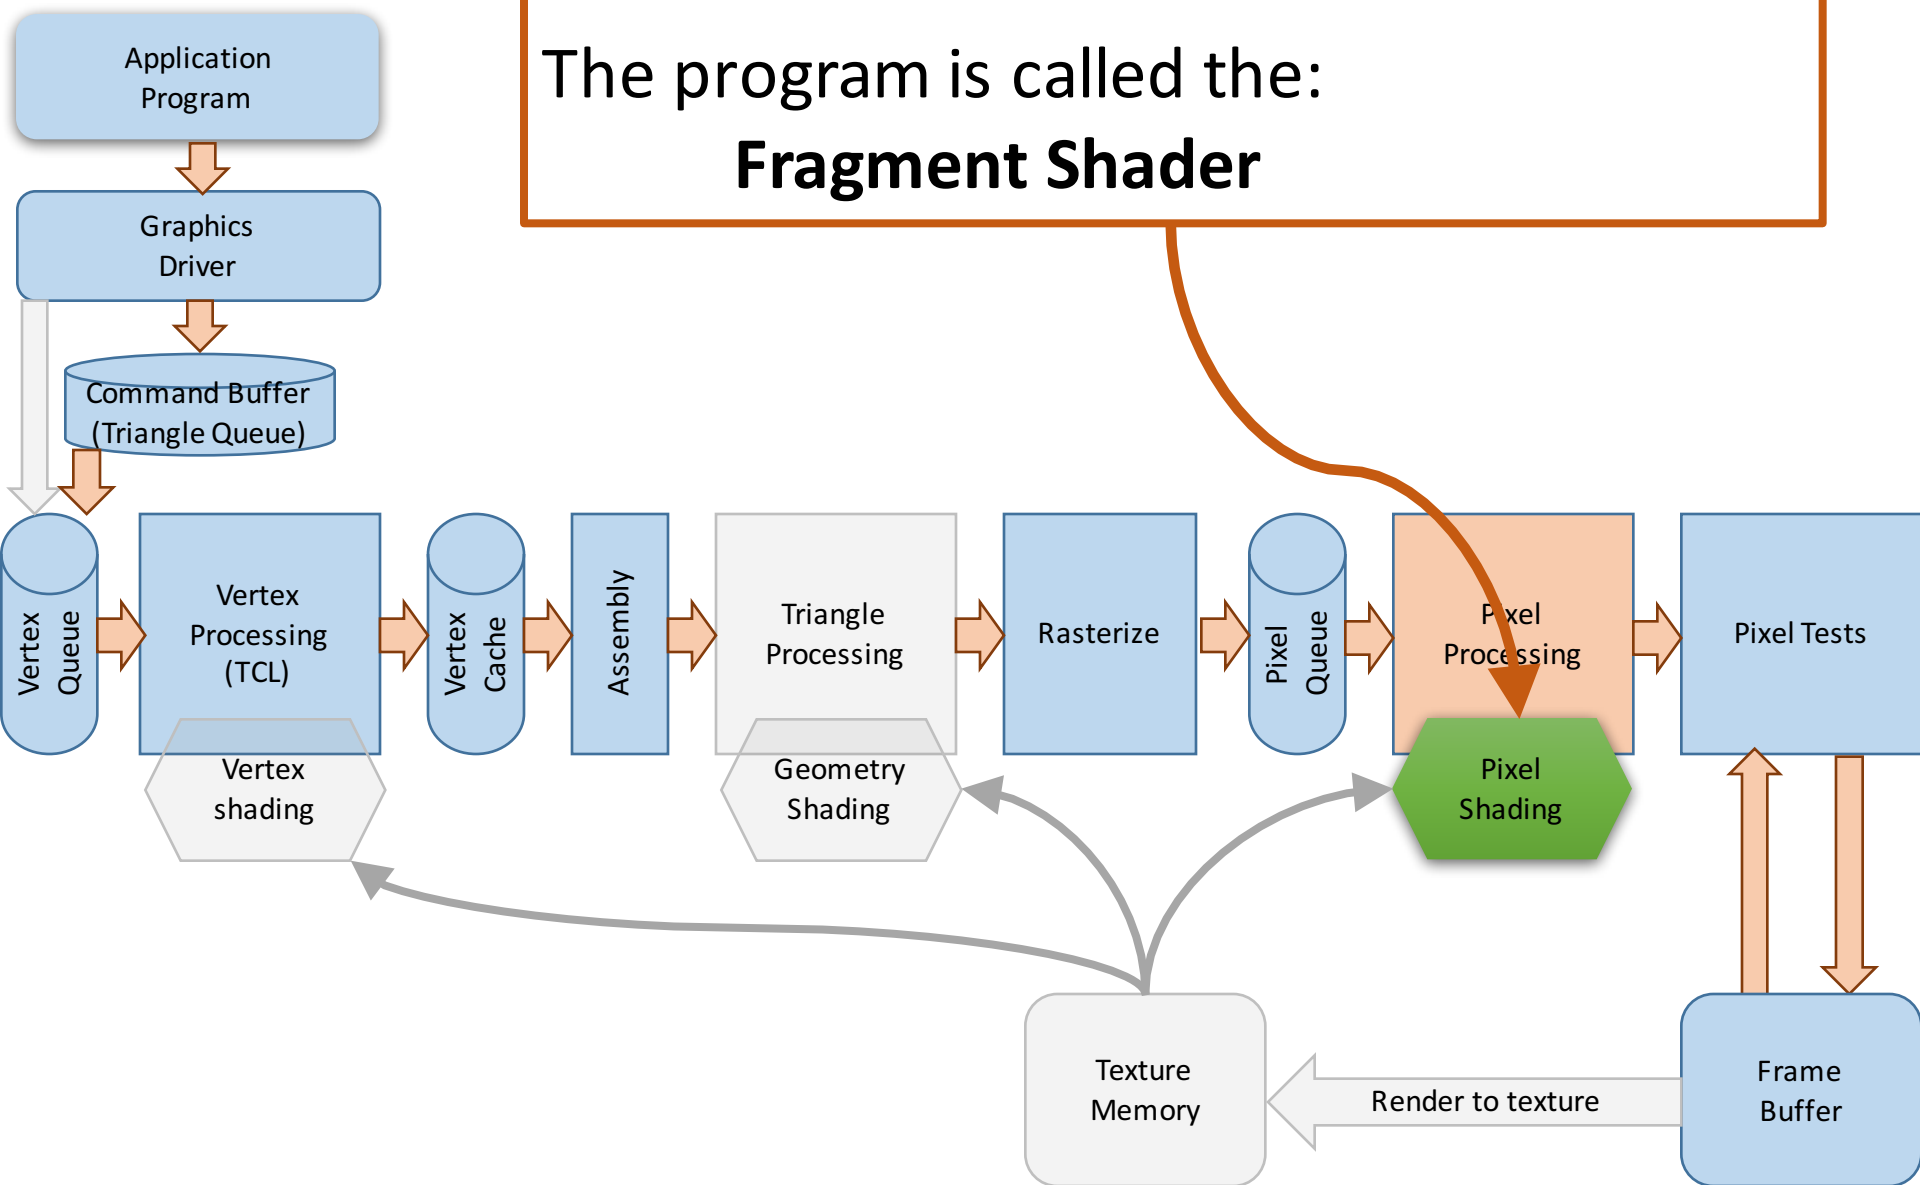 The program is called the:
Fragment Shader
Application
Program
Graphics
Driver
Command Buffer
(Triangle Queue)
Vertex
Queue
Vertex
Processing
(TCL)
Vertex
Cache
Assembly
Triangle
Processing
Rasterize
Pixel
Queue
Pixel
Processing
Pixel Tests
Vertex
shading
Geometry
Shading
Pixel
Shading
Texture
Memory
Render to texture
Frame
Buffer